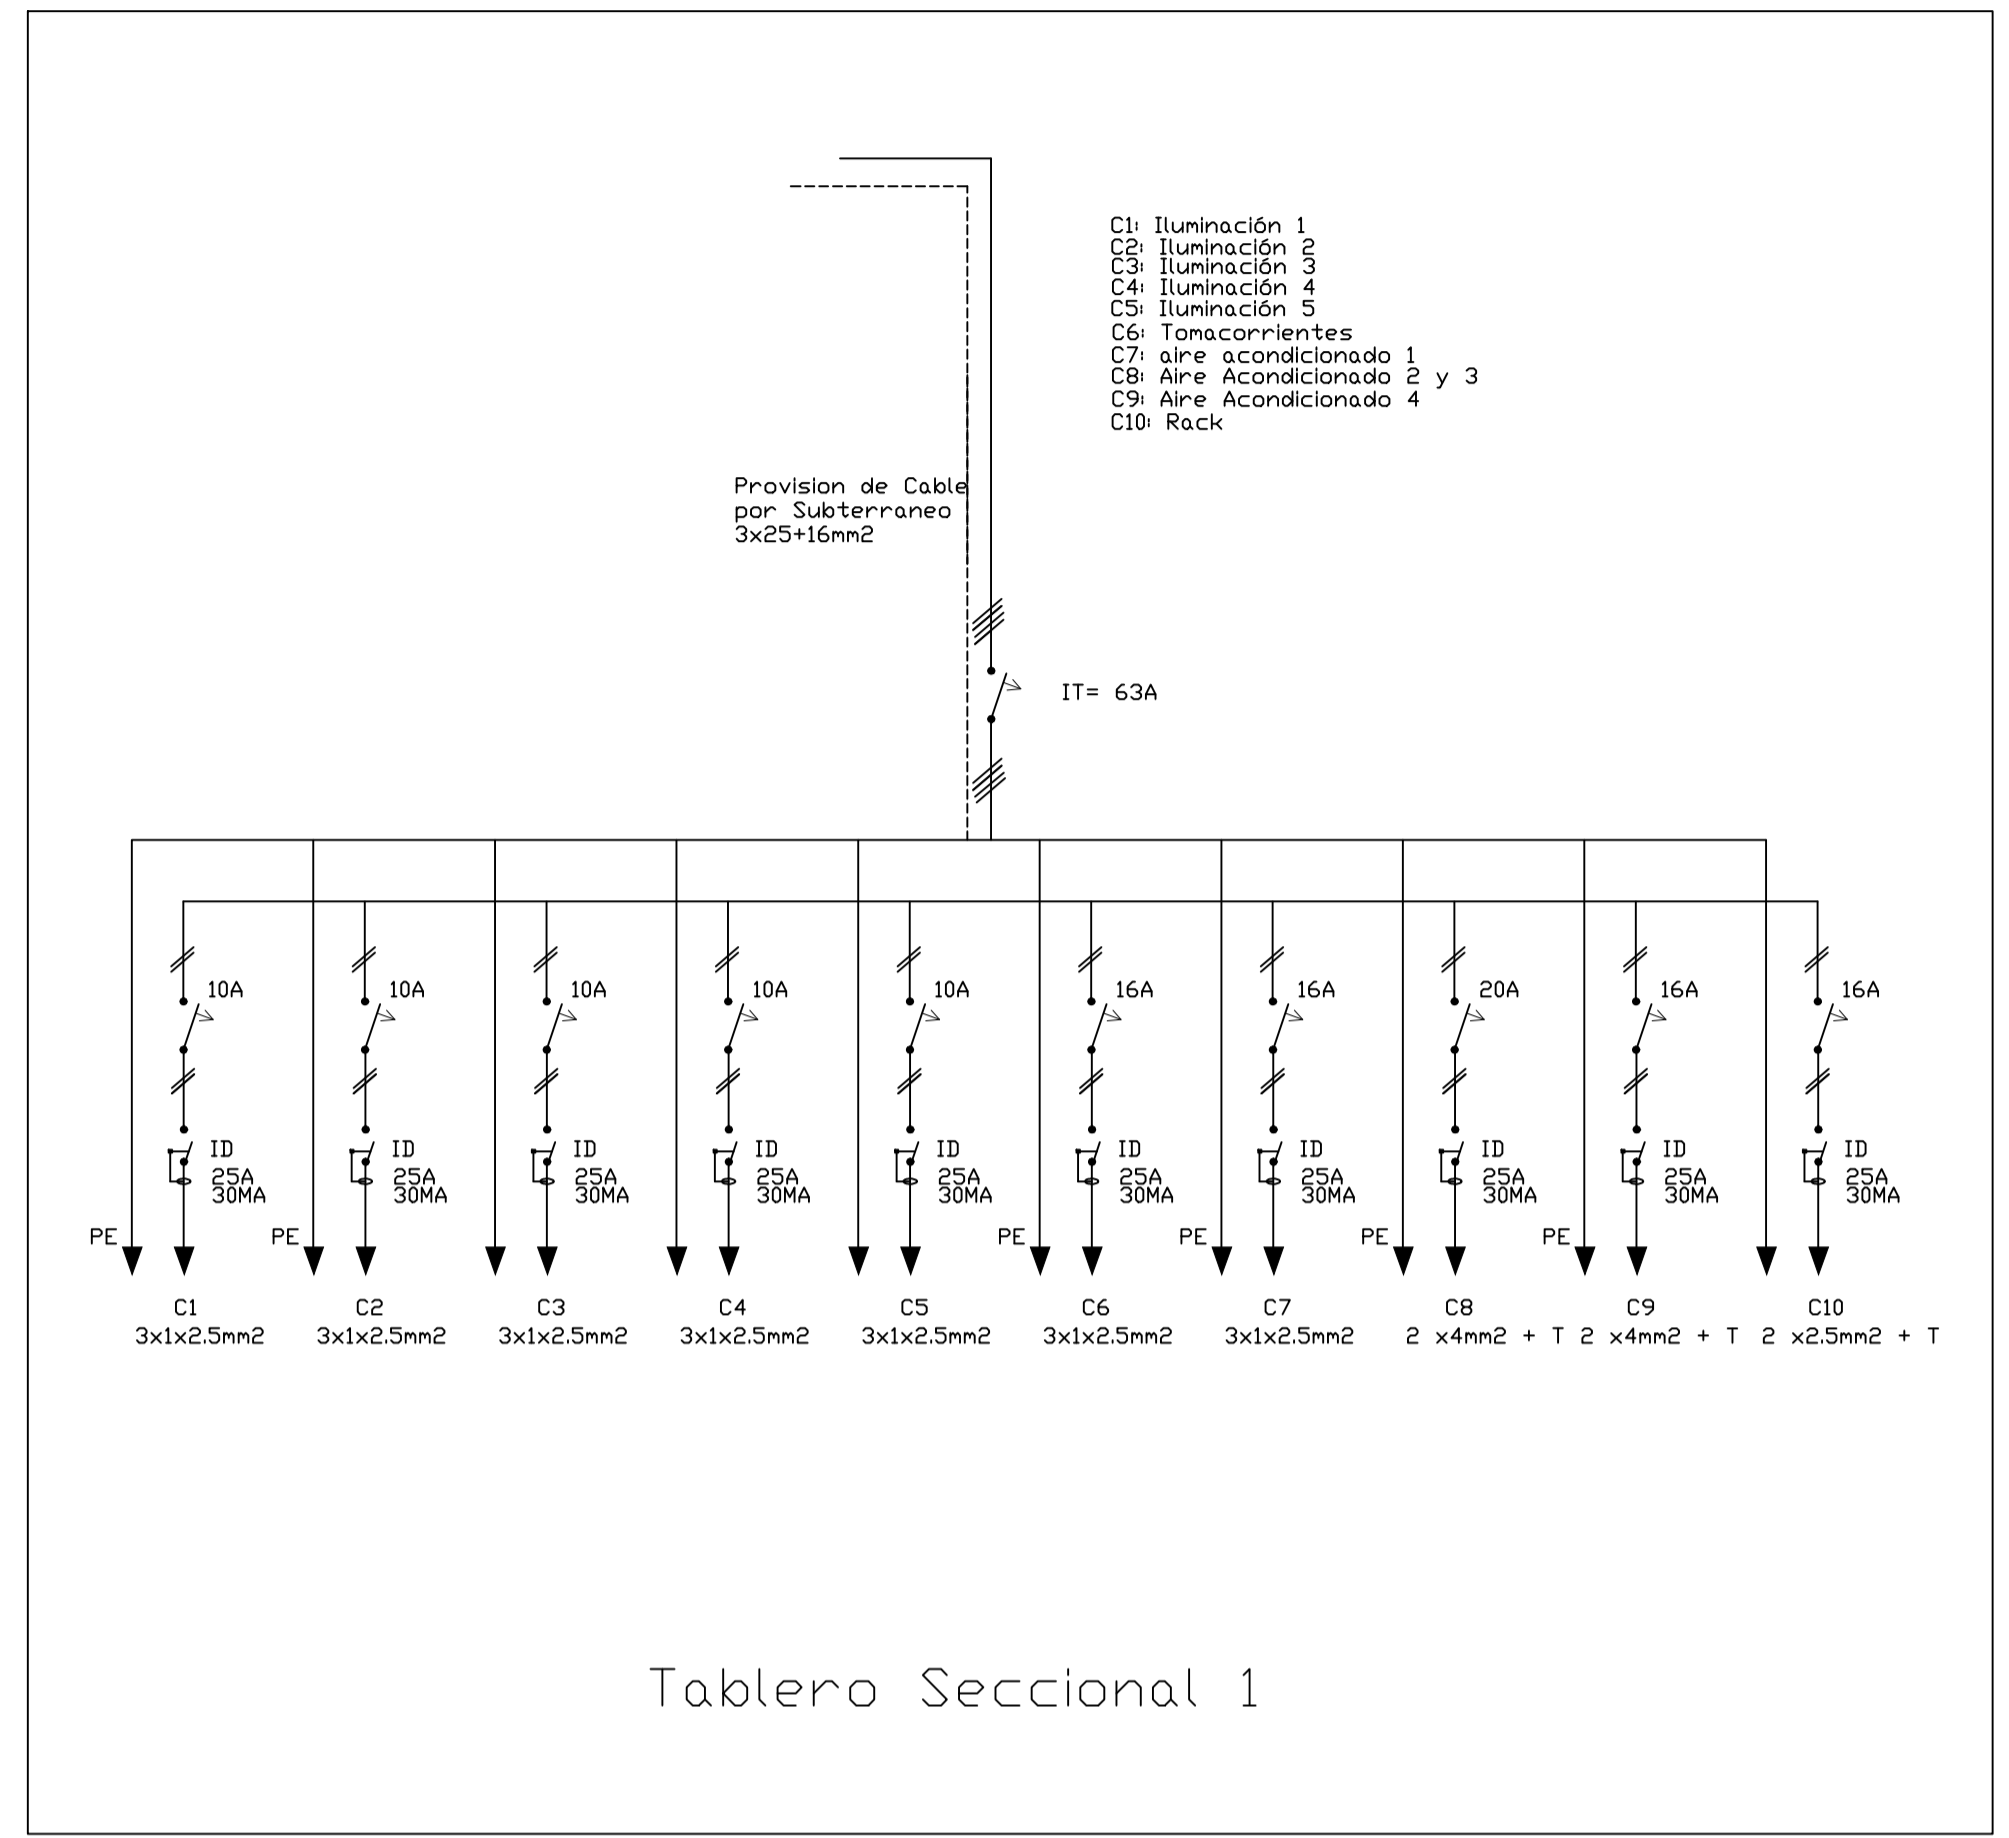 C1: Iluminación 1
C2: Iluminación 2
C3: Iluminación 3
C4: Iluminación 4
C5: Iluminación 5
C6: Tomacorrientes
C7: aire acondicionado 1
C8: Aire Acondicionado 2 y 3
C9: Aire Acondicionado 4
C10: Rack
Provision de Cable
por Subterraneo
3x25+16mm2
IT= 63A
10A 10A 10A 10A 10A 16A 16A 20A 16A 16A
ID ID ID ID ID ID ID ID ID ID
25A 25A 25A 25A 25A 25A 25A 25A 25A 25A
30MA 30MA 30MA 30MA 30MA 30MA 30MA 30MA 30MA 30MA
PE PE PE PE PE PE
C1 C2 C3 C4 C5 C6 C7 C8 C9 C10
3x1x2.5mm2 3x1x2.5mm2 3x1x2.5mm2 3x1x2.5mm2 3x1x2.5mm2 3x1x2.5mm2 3x1x2.5mm2 2 x4mm2 + T 2 x4mm2 + T 2 x2.5mm2 + T
Tablero Seccional 1